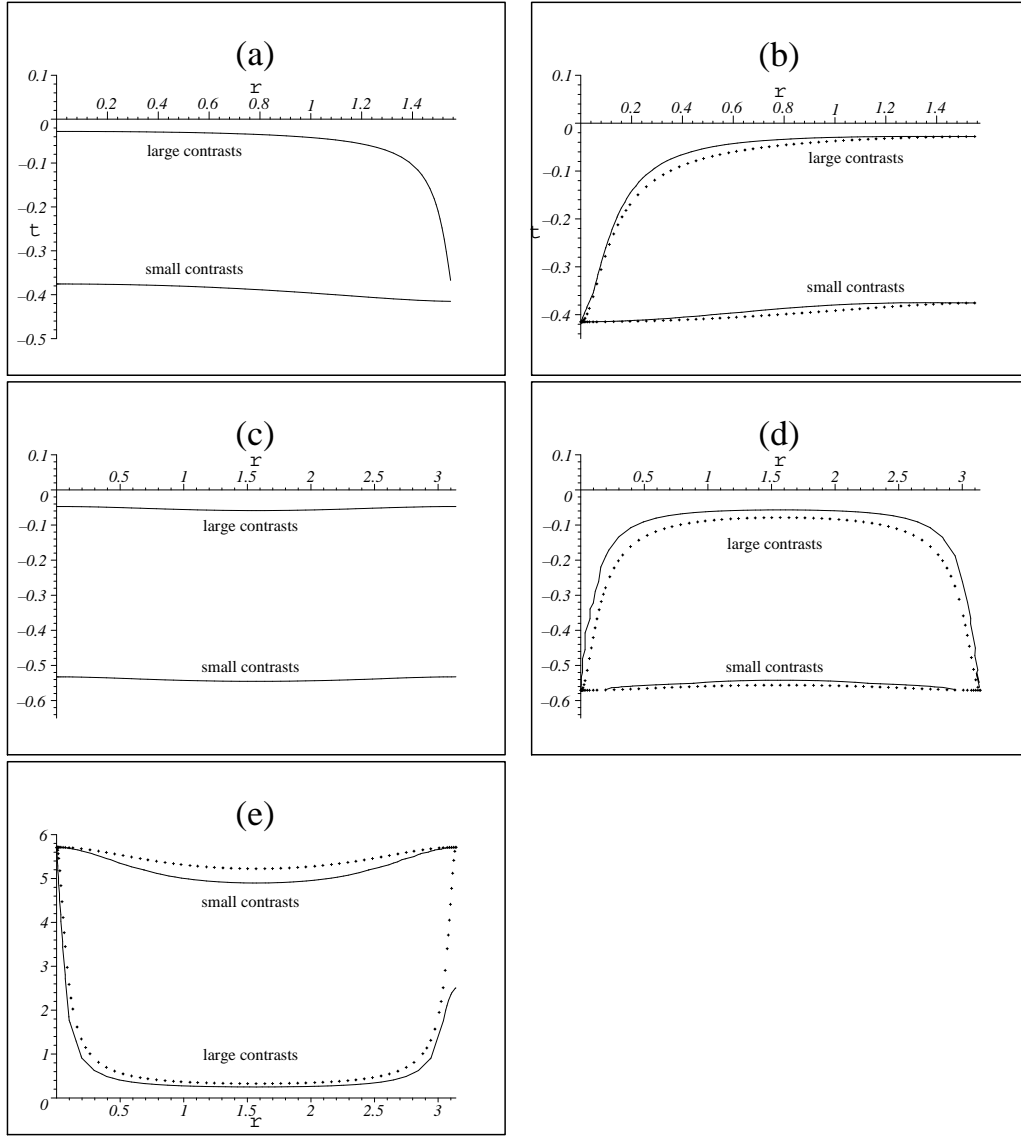 (a)
r
0.1
0.2 0.4 0.6 0.8 1 1.2 1.4
0
–0.1
large contrasts
–0.2
t
–0.3
small contrasts
–0.4
–0.5
(b)
r
0.1
0.2 0.4 0.6 0.8 1 1.2 1.4
0
large contrasts
–0.1
–0.2
t
–0.3
small contrasts
–0.4
(c)
r
0.1
0.5 1 1.5 2 2.5 3
0
large contrasts
–0.1
–0.2
–0.3
–0.4
small contrasts
–0.5
–0.6
(d)
r
0.1
0.5 1 1.5 2 2.5 3
0
–0.1
large contrasts
–0.2
–0.3
–0.4
small contrasts
–0.5
–0.6
(e)
6
5
small contrasts
4
3
2
large contrasts
1
0
0.5 1 1.5 2 2.5 3
r